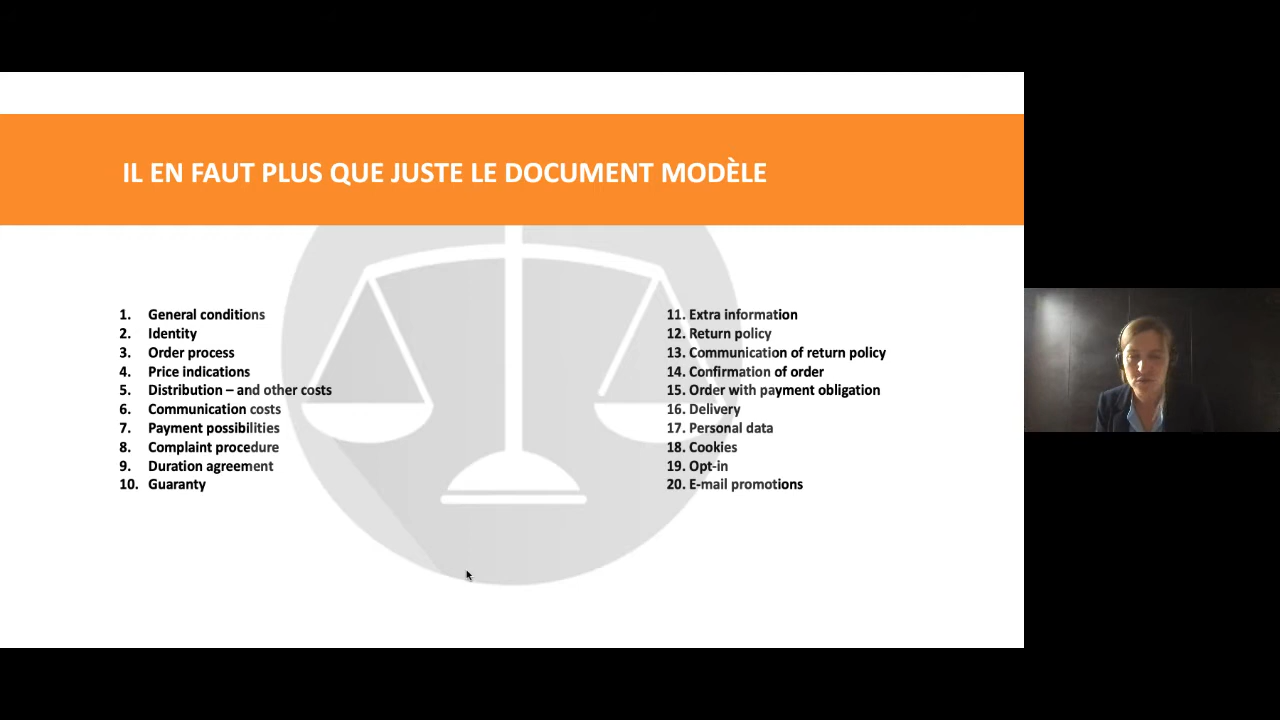 IL EN FAUT PLUS QUE JUSTE LE DOCUMENT MODÈLE
1. General conditions
2. Identity
3. Order process
4. Price indications
5. Distribution – and other costs
6. Communication costs
7. Payment possibilities
8. Complaint procedure
9. Duration agreement
10. Guaranty
11. Extra information
12. Return policy
13. Communication of return policy
14. Confirmation of order
15. Order with payment obligation
16. Delivery
17. Personal data
18. Cookies
19. Opt-in
20. E-mail promotions